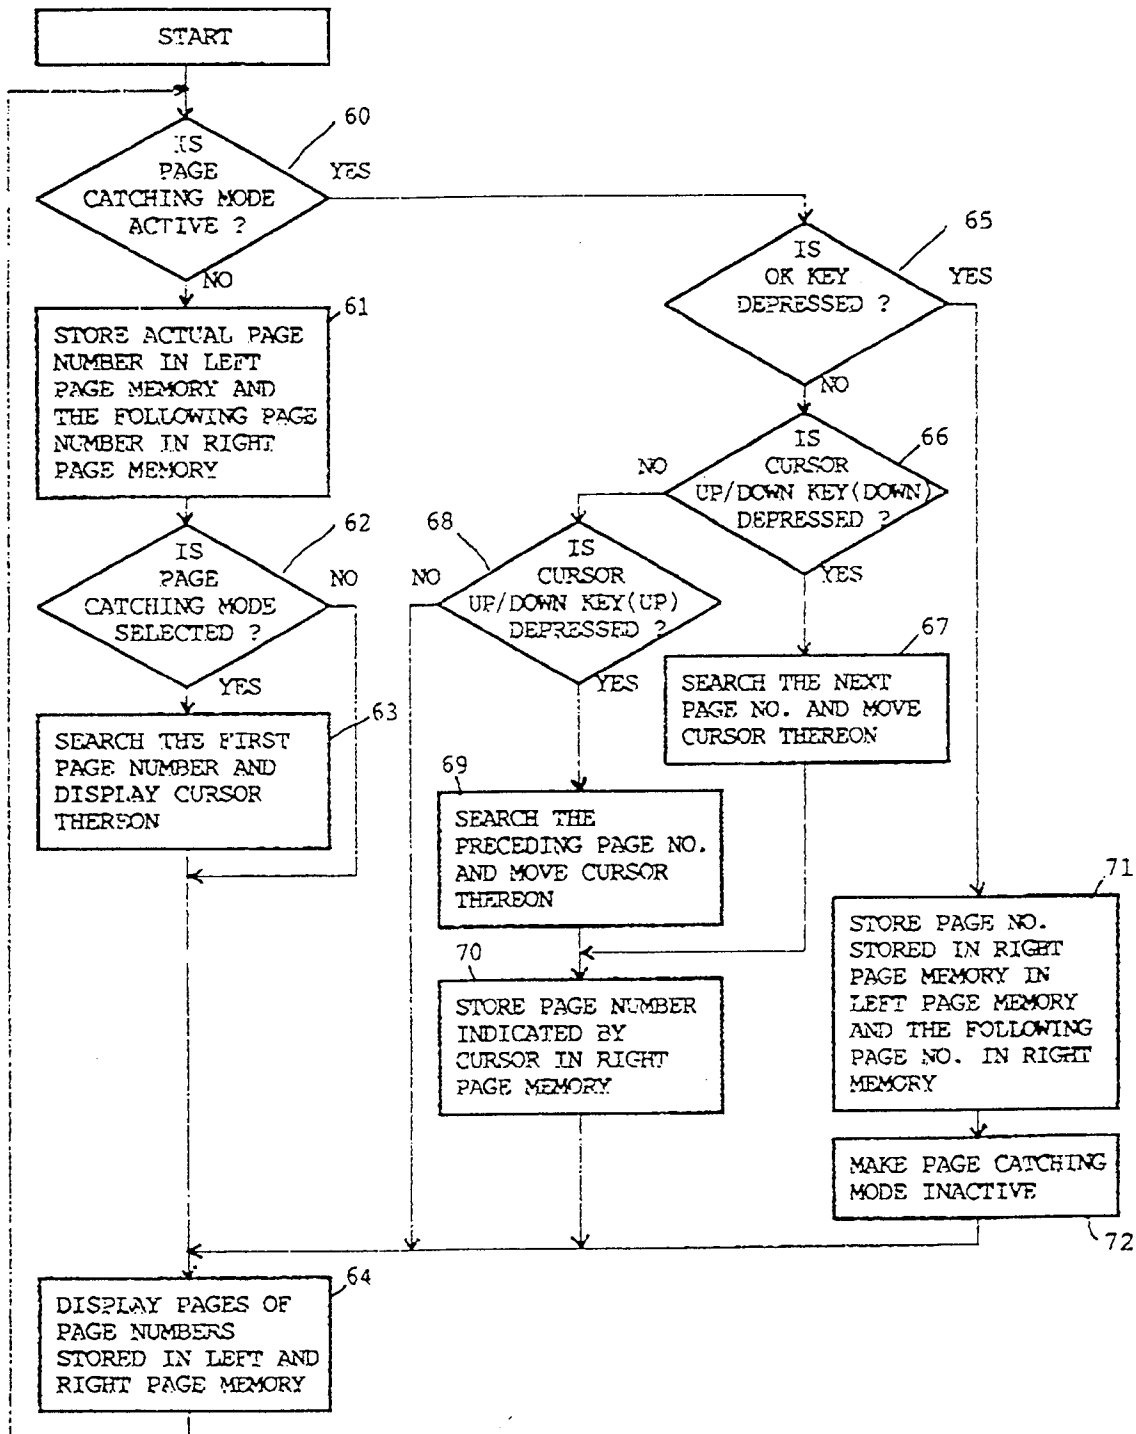 START
60
IS
PAGE
CATCHING MODE
ACTIVE ?
YES
NO
61
STORE ACTUAL PAGE
NUMBER IN LEFT
PAGE MEMORY AND
THE FOLLOWING PAGE
NUMBER IN RIGHT
PAGE MEMORY
62
IS
PAGE
CATCHING MODE
SELECTED ?
NO
YES
63
SEARCH THE FIRST
PAGE NUMBER AND
DISPLAY CURSOR
THEREON
65
IS
OK KEY
DEPRESSED ?
YES
NO
66
IS
CURSOR
UP/DOWN KEY(DOWN)
DEPRESSED ?
NO
YES
67
SEARCH THE NEXT
PAGE NO. AND MOVE
CURSOR THEREON
68
IS
CURSOR
UP/DOWN KEY(UP)
DEPRESSED ?
NO
YES
69
SEARCH THE
PRECEDING PAGE NO.
AND MOVE CURSOR
THEREON
70
STORE PAGE NUMBER
INDICATED BY
CURSOR IN RIGHT
PAGE MEMORY
71
STORE PAGE NO.
STORED IN RIGHT
PAGE MEMORY IN
LEFT PAGE MEMORY
AND THE FOLLOWING
PAGE NO. IN RIGHT
MEMORY
MAKE PAGE CATCHING
MODE INACTIVE
72
64
DISPLAY PAGES OF
PAGE NUMBERS
STORED IN LEFT AND
RIGHT PAGE MEMORY